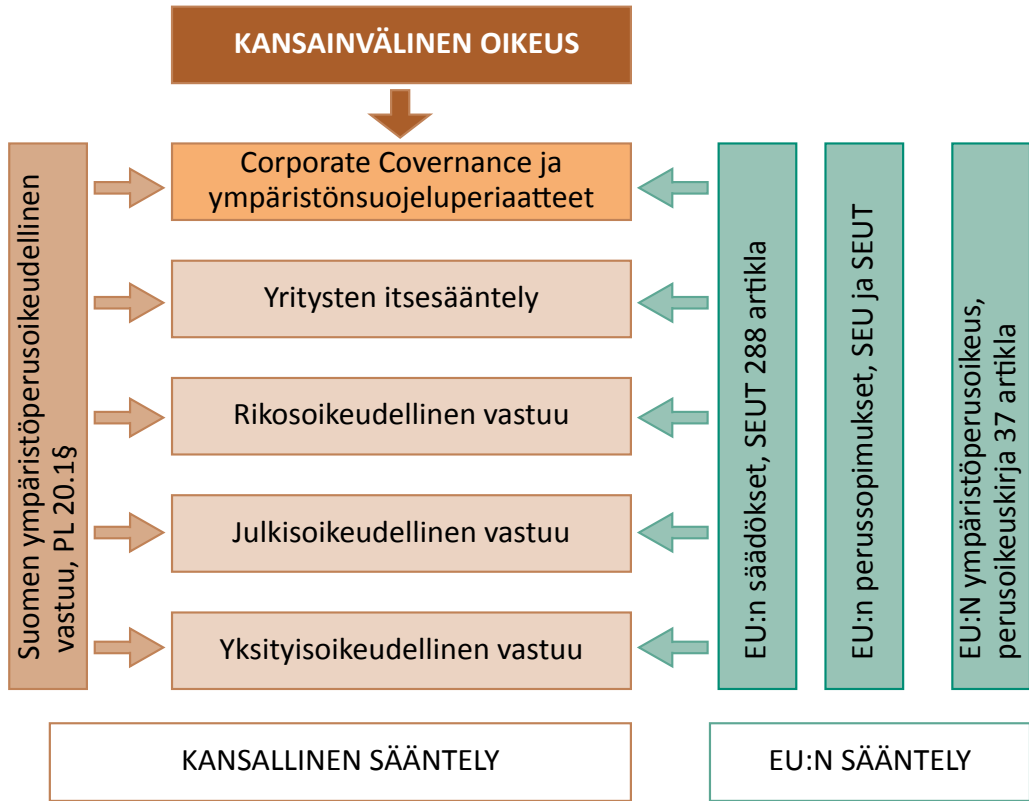 KANSAINVÄLINEN OIKEUS
Suomen ympäristöperusoikeudellinen
vastuu, PL 20.1§
Corporate Covernance ja
ympäristönsuojeluperiaatteet
Yritysten itsesääntely
Rikosoikeudellinen vastuu
Julkisoikeudellinen vastuu
Yksityisoikeudellinen vastuu
EU:n säädökset, SEUT 288 artikla
EU:n perussopimukset, SEU ja SEUT
EU:N ympäristöperusoikeus,
perusoikeuskirja 37 artikla
KANSALLINEN SÄÄNTELY
EU:N SÄÄNTELY